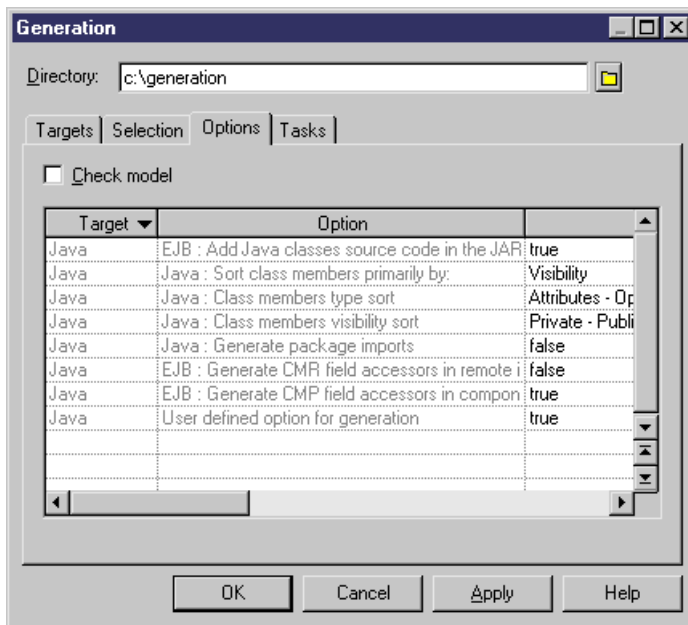 Generation
Directory: c:\generation
Targets Selection Options Tasks
Check model
Target Option
Java EJB : Add Java classes source code in the JAR true
Java Java : Sort class members primarily by: Visibility
Java Java : Class members type sort Attributes - Op
Java Java : Class members visibility sort Private - Publi
Java Java : Generate package imports false
Java EJB : Generate CMR field accessors in remote i false
Java EJB : Generate CMP field accessors in compon true
Java User defined option for generation true
OK Cancel Apply Help